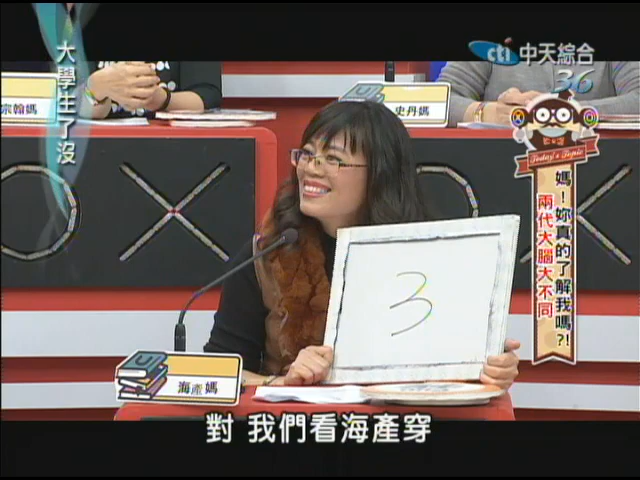 大學生了沒
cti 中天綜合
36
宗翰媽
史丹媽
Today's Topic
媽！妳真的了解我嗎?!
兩代大腦大不同
3
海產媽
對 我們看海產穿